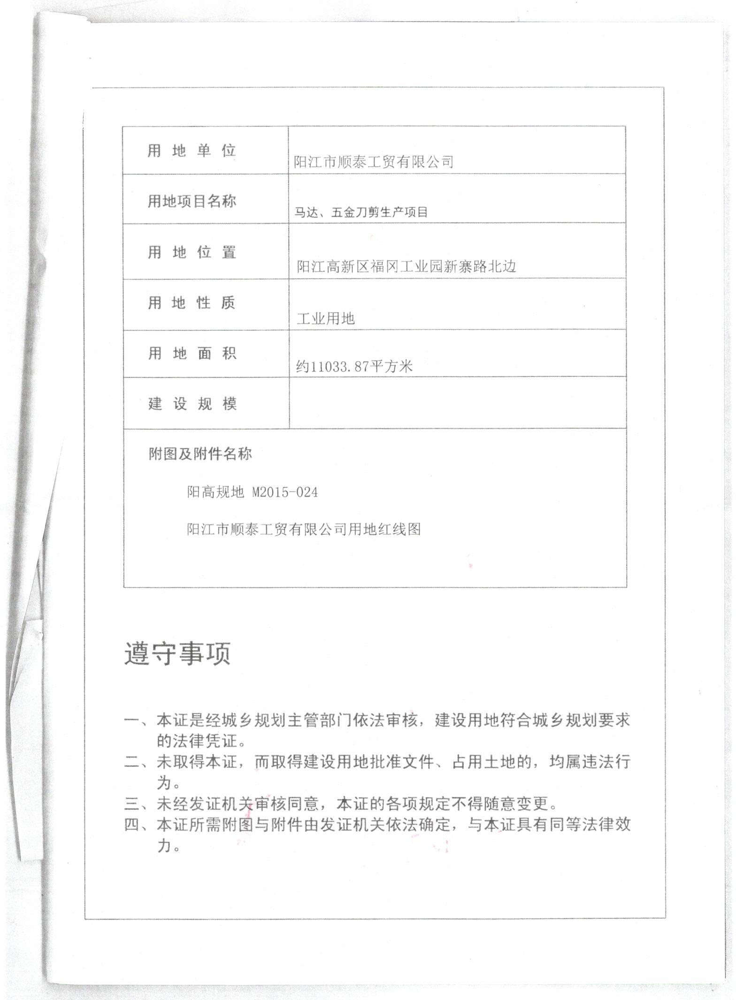 用地单位
阳江市顺泰工贸有限公司
用地项目名称
马达、五金刀剪生产项目
用地位置
阳江高新区福冈工业园新寨路北边
用地性质
工业用地
用地面积
约11033.87平方米
建设规模
附图及附件名称
阳高规地 M2015-024
阳江市顺泰工贸有限公司用地红线图
遵守事项
一、本证是经城乡规划主管部门依法审核，建设用地符合城乡规划要求
的法律凭证。
二、未取得本证，而取得建设用地批准文件、占用土地的，均属违法行
为。
三、未经发证机关审核同意，本证的各项规定不得随意变更。
四、本证所需附图与附件由发证机关依法确定，与本证具有同等法律效
力。